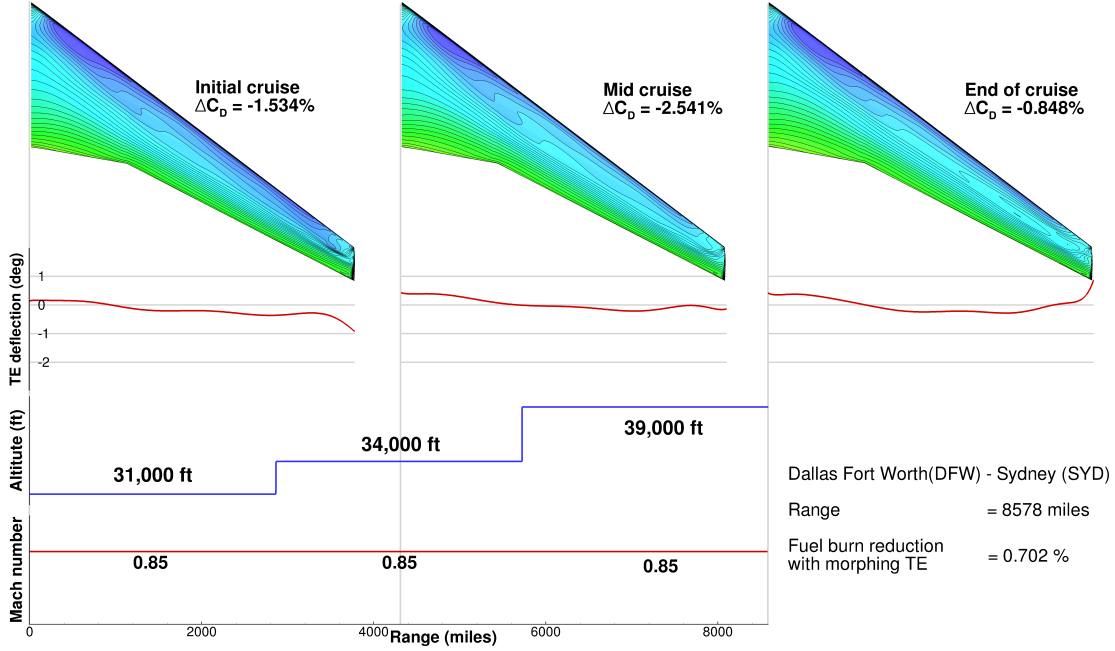 Initial cruise
ΔC_D = -1.534%
Mid cruise
ΔC_D = -2.541%
End of cruise
ΔC_D = -0.848%
TE deflection (deg)
1
0
-1
-2
Altitude (ft)
31,000 ft
34,000 ft
39,000 ft
Mach number
0.85
0.85
0.85
0
2000
4000
6000
8000
Range (miles)
Dallas Fort Worth(DFW) - Sydney (SYD)
Range = 8578 miles
Fuel burn reduction
with morphing TE = 0.702 %